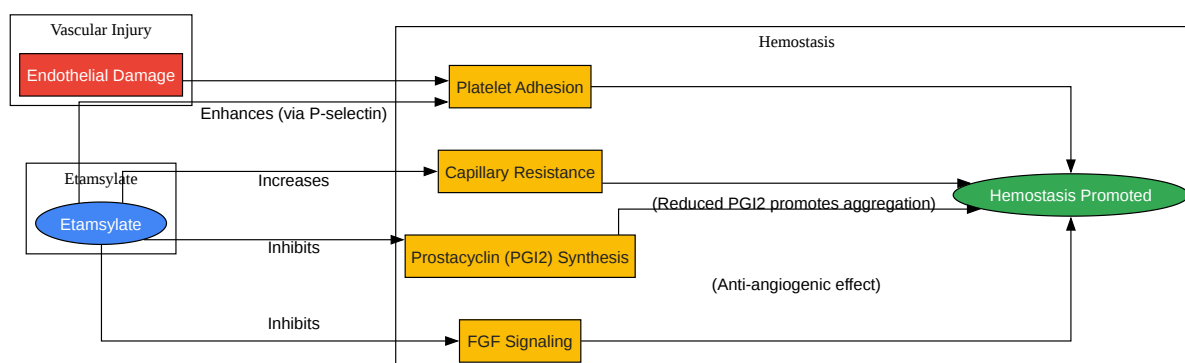 Vascular Injury
Endothelial Damage
Hemostasis
Platelet Adhesion
Enhances (via P-selectin)
Etamsylate
Increases
Capillary Resistance
Etamsylate
Hemostasis Promoted
(Reduced PGI2 promotes aggregation)
Inhibits
Prostacyclin (PGI2) Synthesis
(Anti-angiogenic effect)
Inhibits
FGF Signaling